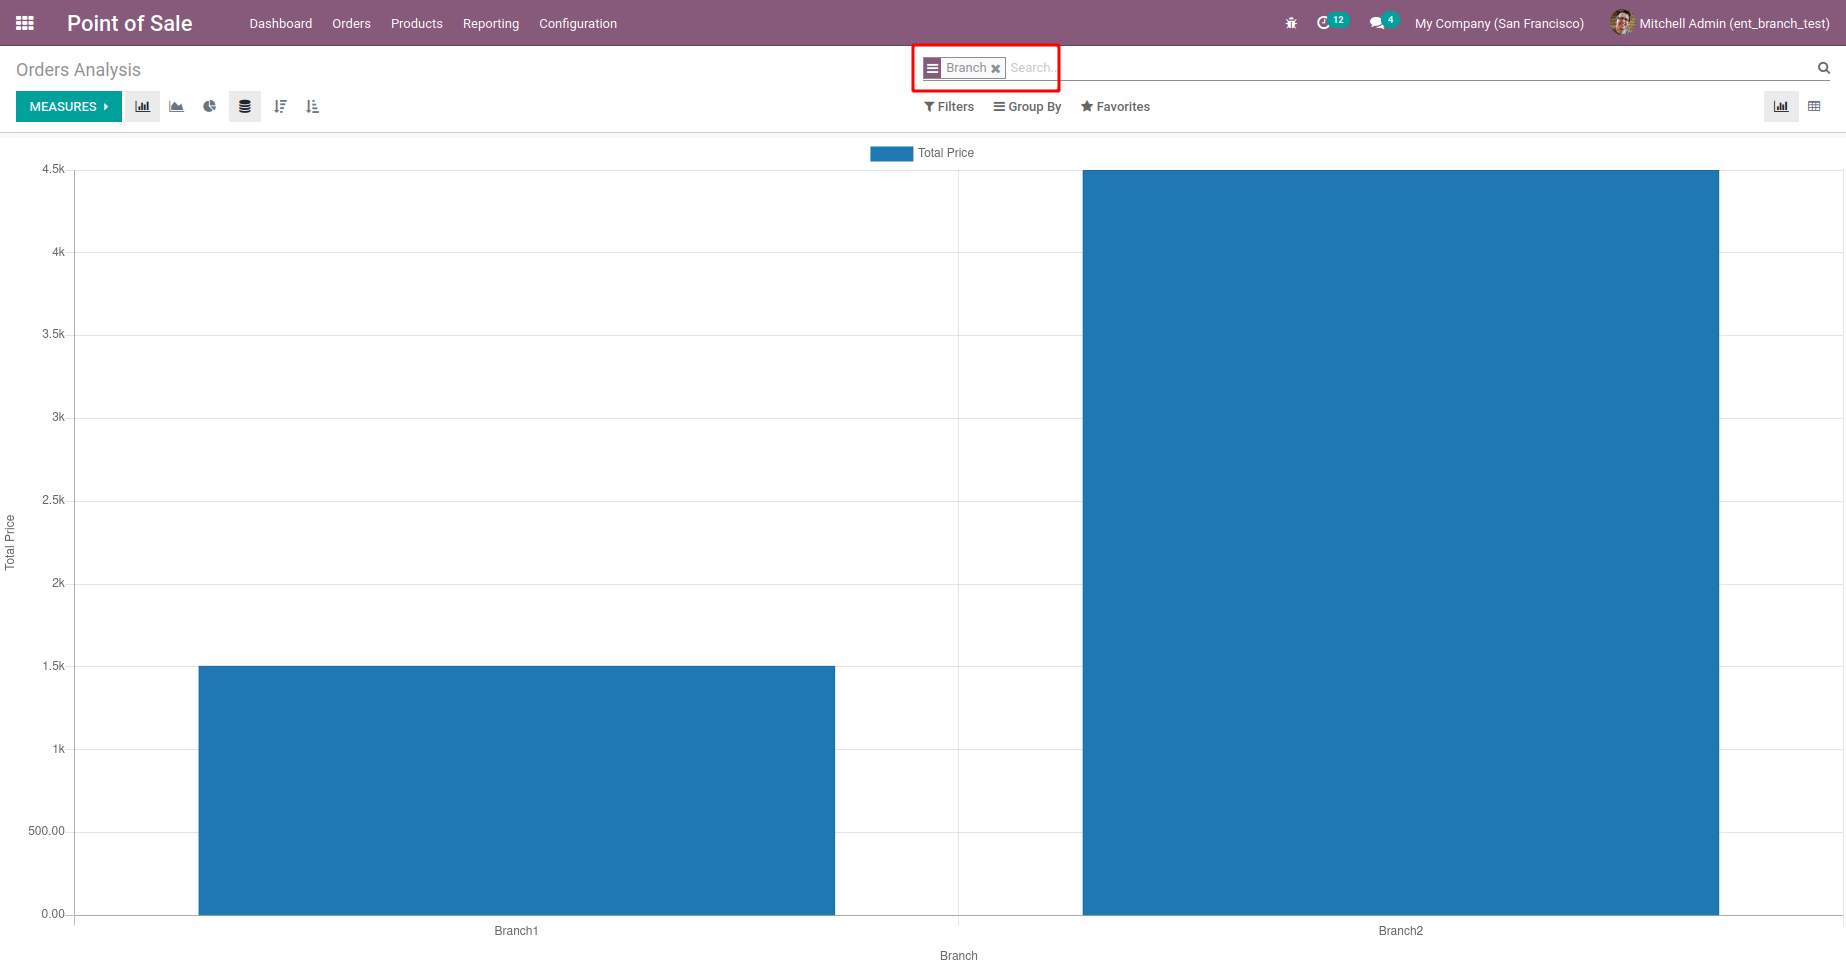 Point of Sale Dashboard Orders Products Reporting Configuration 12 4 My Company (San Francisco) Mitchell Admin (ent_branch_test)
Orders Analysis Branch Search...
MEASURES Filters Group By Favorites
Total Price
4.5k
4k
3.5k
3k
2.5k
2k
1.5k
1k
500.00
0.00
Total Price
Branch1 Branch2
Branch